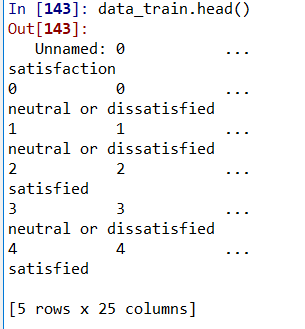 In [143]: data_train.head()
Out[143]:
   Unnamed: 0            ...
satisfaction
0            0            ...
neutral or dissatisfied
1            1            ...
neutral or dissatisfied
2            2            ...
satisfied
3            3            ...
neutral or dissatisfied
4            4            ...
satisfied

[5 rows x 25 columns]